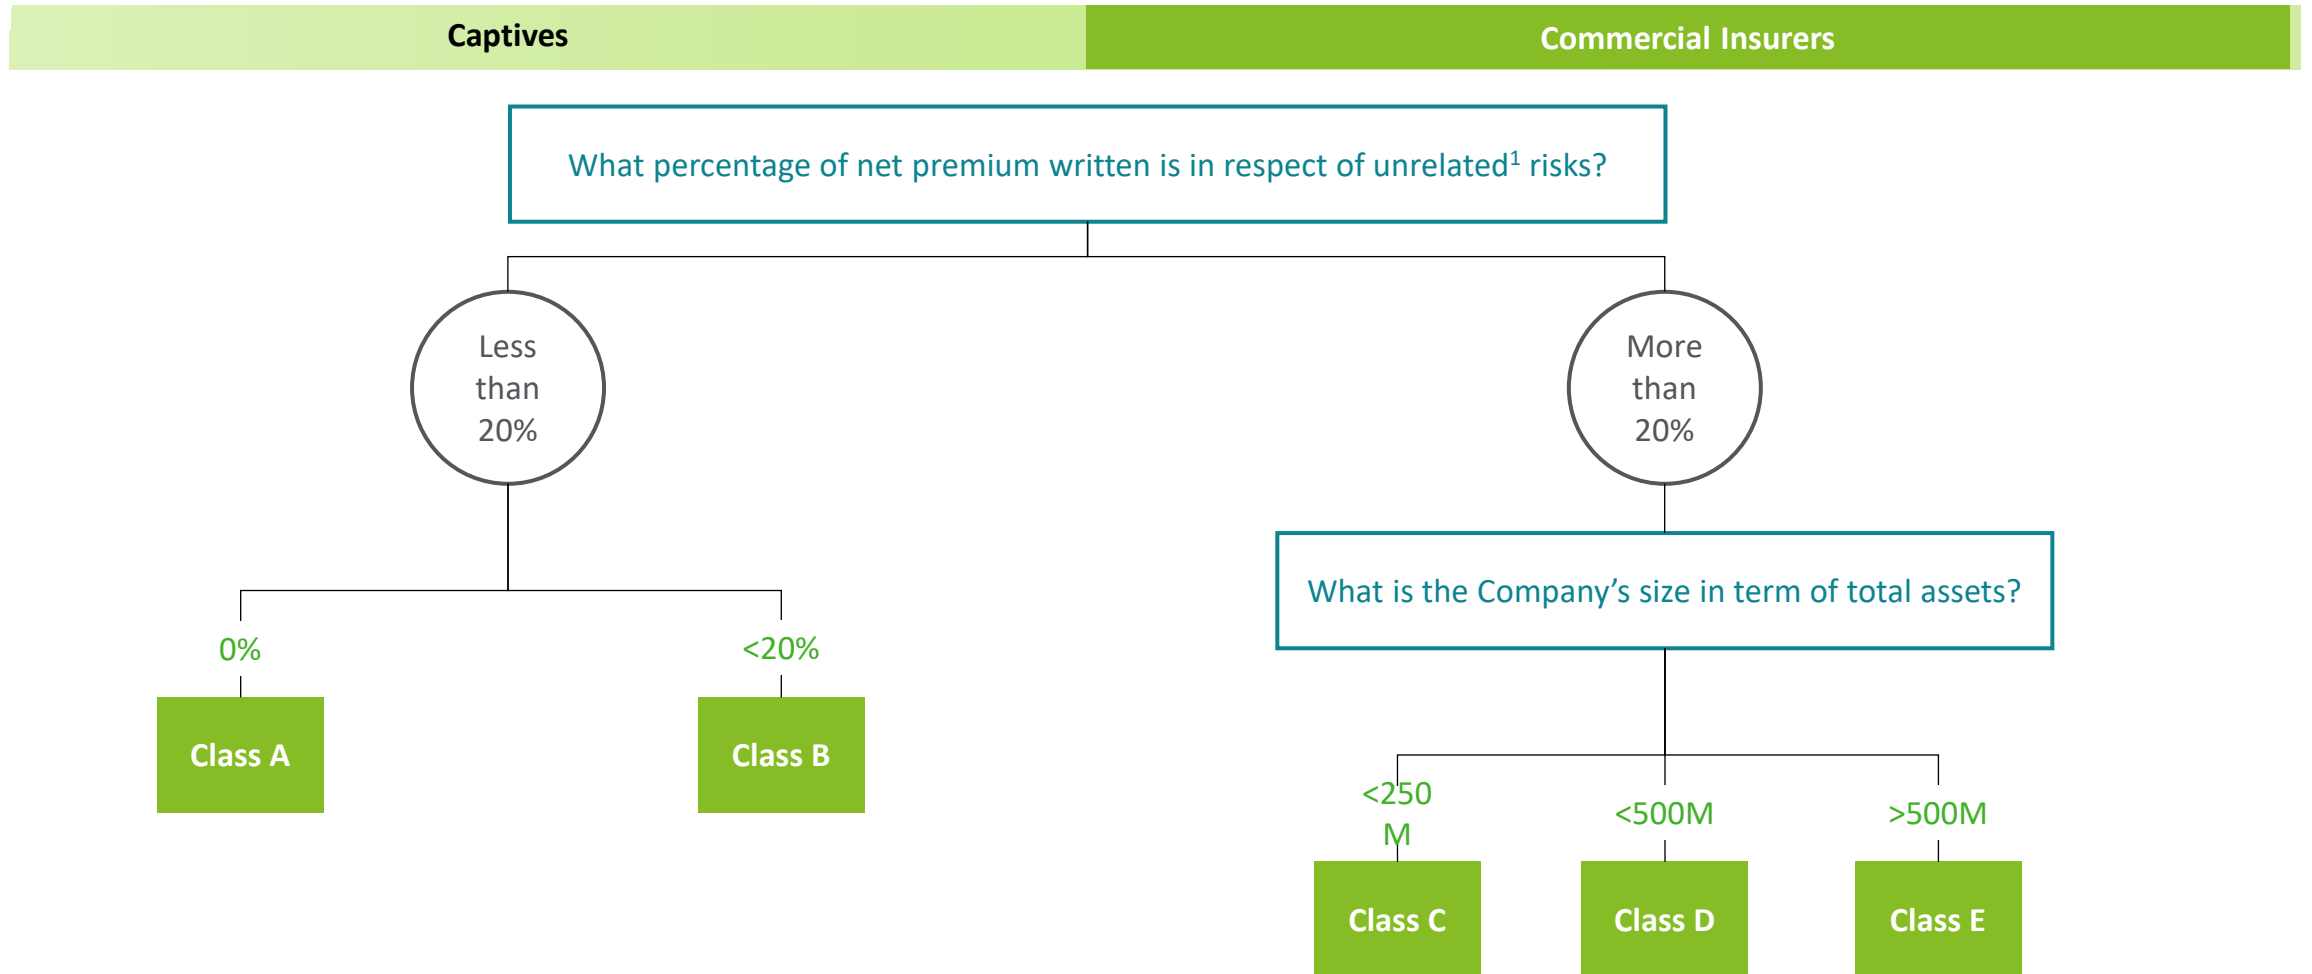 Captives
Commercial Insurers
What percentage of net premium written is in respect of unrelated¹ risks?
Less
than
20%
More
than
20%
What is the Company’s size in term of total assets?
0%
<20%
Class A
Class B
<250
M
<500M
>500M
Class C
Class D
Class E